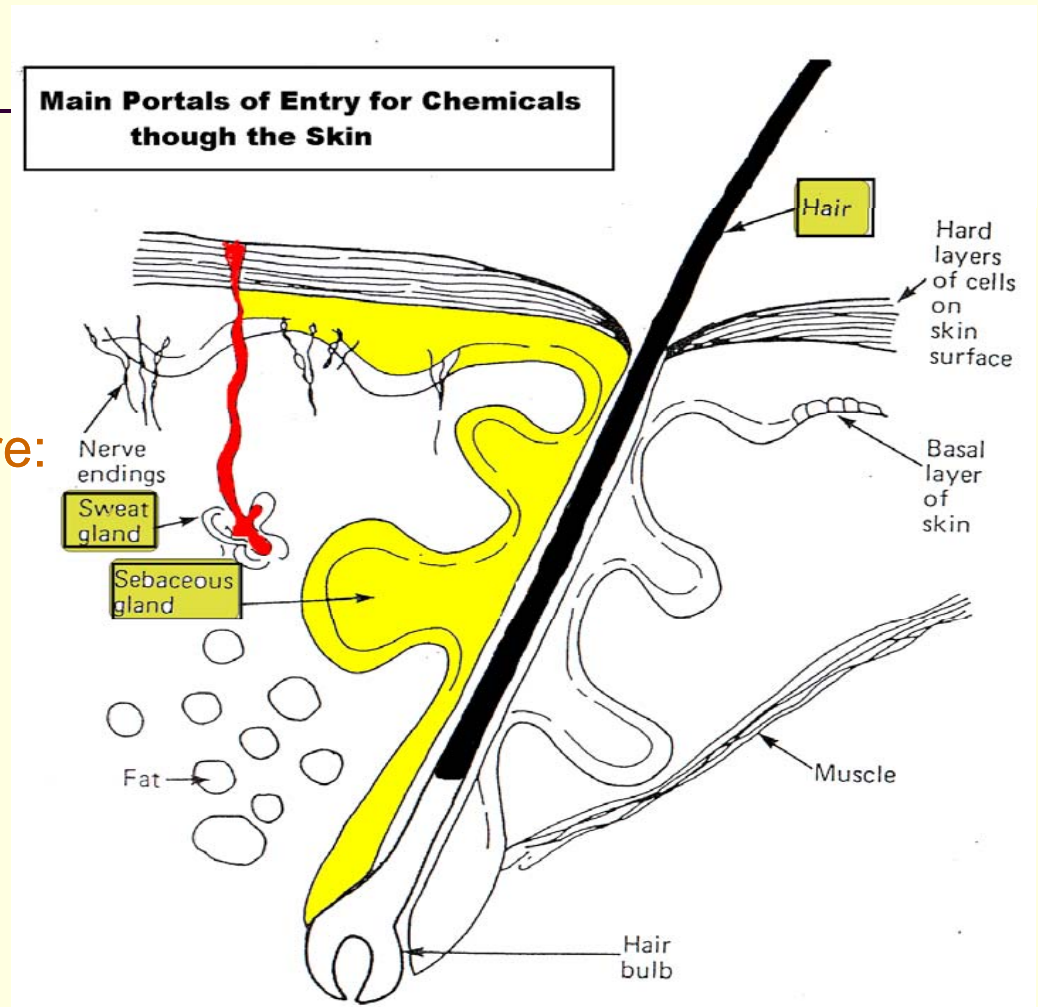 Main Portals of Entry for Chemicals
though the Skin
Hair
Hard
layers
of cells
on
skin
surface
re:
Nerve
endings
Basal
layer
of
skin
Sweat
gland
Sebaceous
gland
Fat
Muscle
Hair
bulb